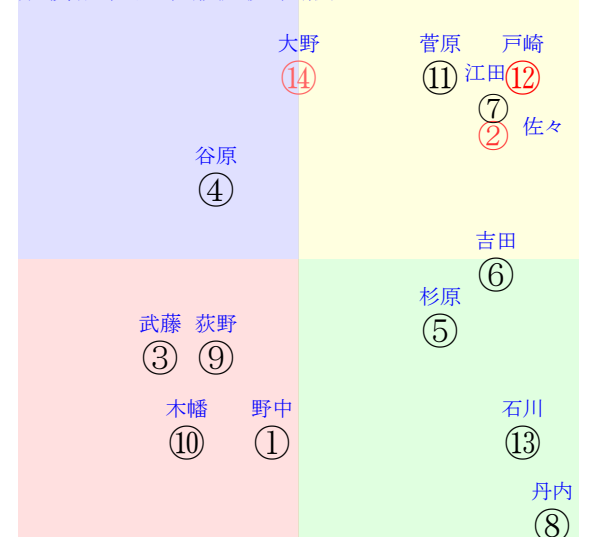 大野 菅原 戸崎
⑭ ⑪ 江田 ⑫
⑦
② 佐々
谷原
④
吉田
⑥
杉原
⑤
武藤 荻野
③ ⑨
木幡 野中 石川
⑩ ① ⑬
丹内
⑧